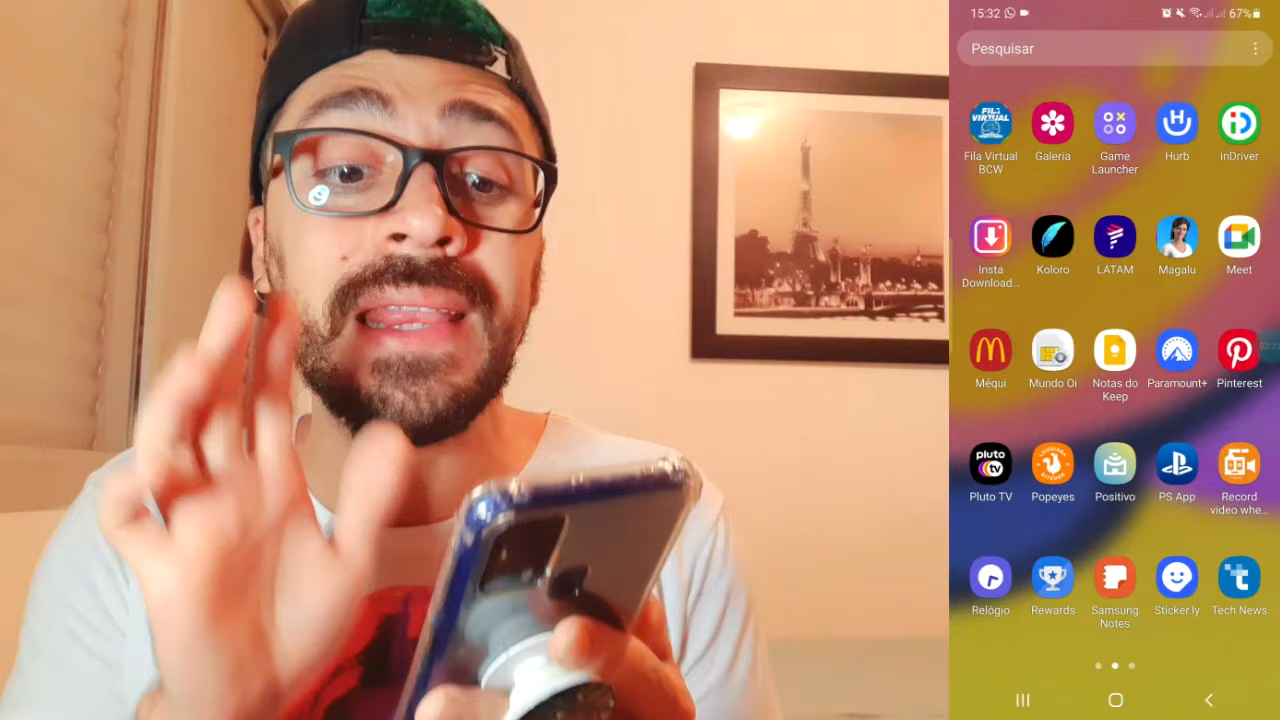 15:32
67%
Pesquisar
FILA
VIRTUAL
Fila Virtual
BCW
Galeria
Game
Launcher
Hurb
inDriver
Insta
Download...
Koloro
LATAM
Magalu
Meet
Méqui
Mundo Oi
Notas do
Keep
Paramount+
Pinterest
pluto
tv
Pluto TV
Popeyes
Positivo
PS App
Record
video whe...
Relógio
Rewards
Samsung
Notes
Sticker.ly
Tech News